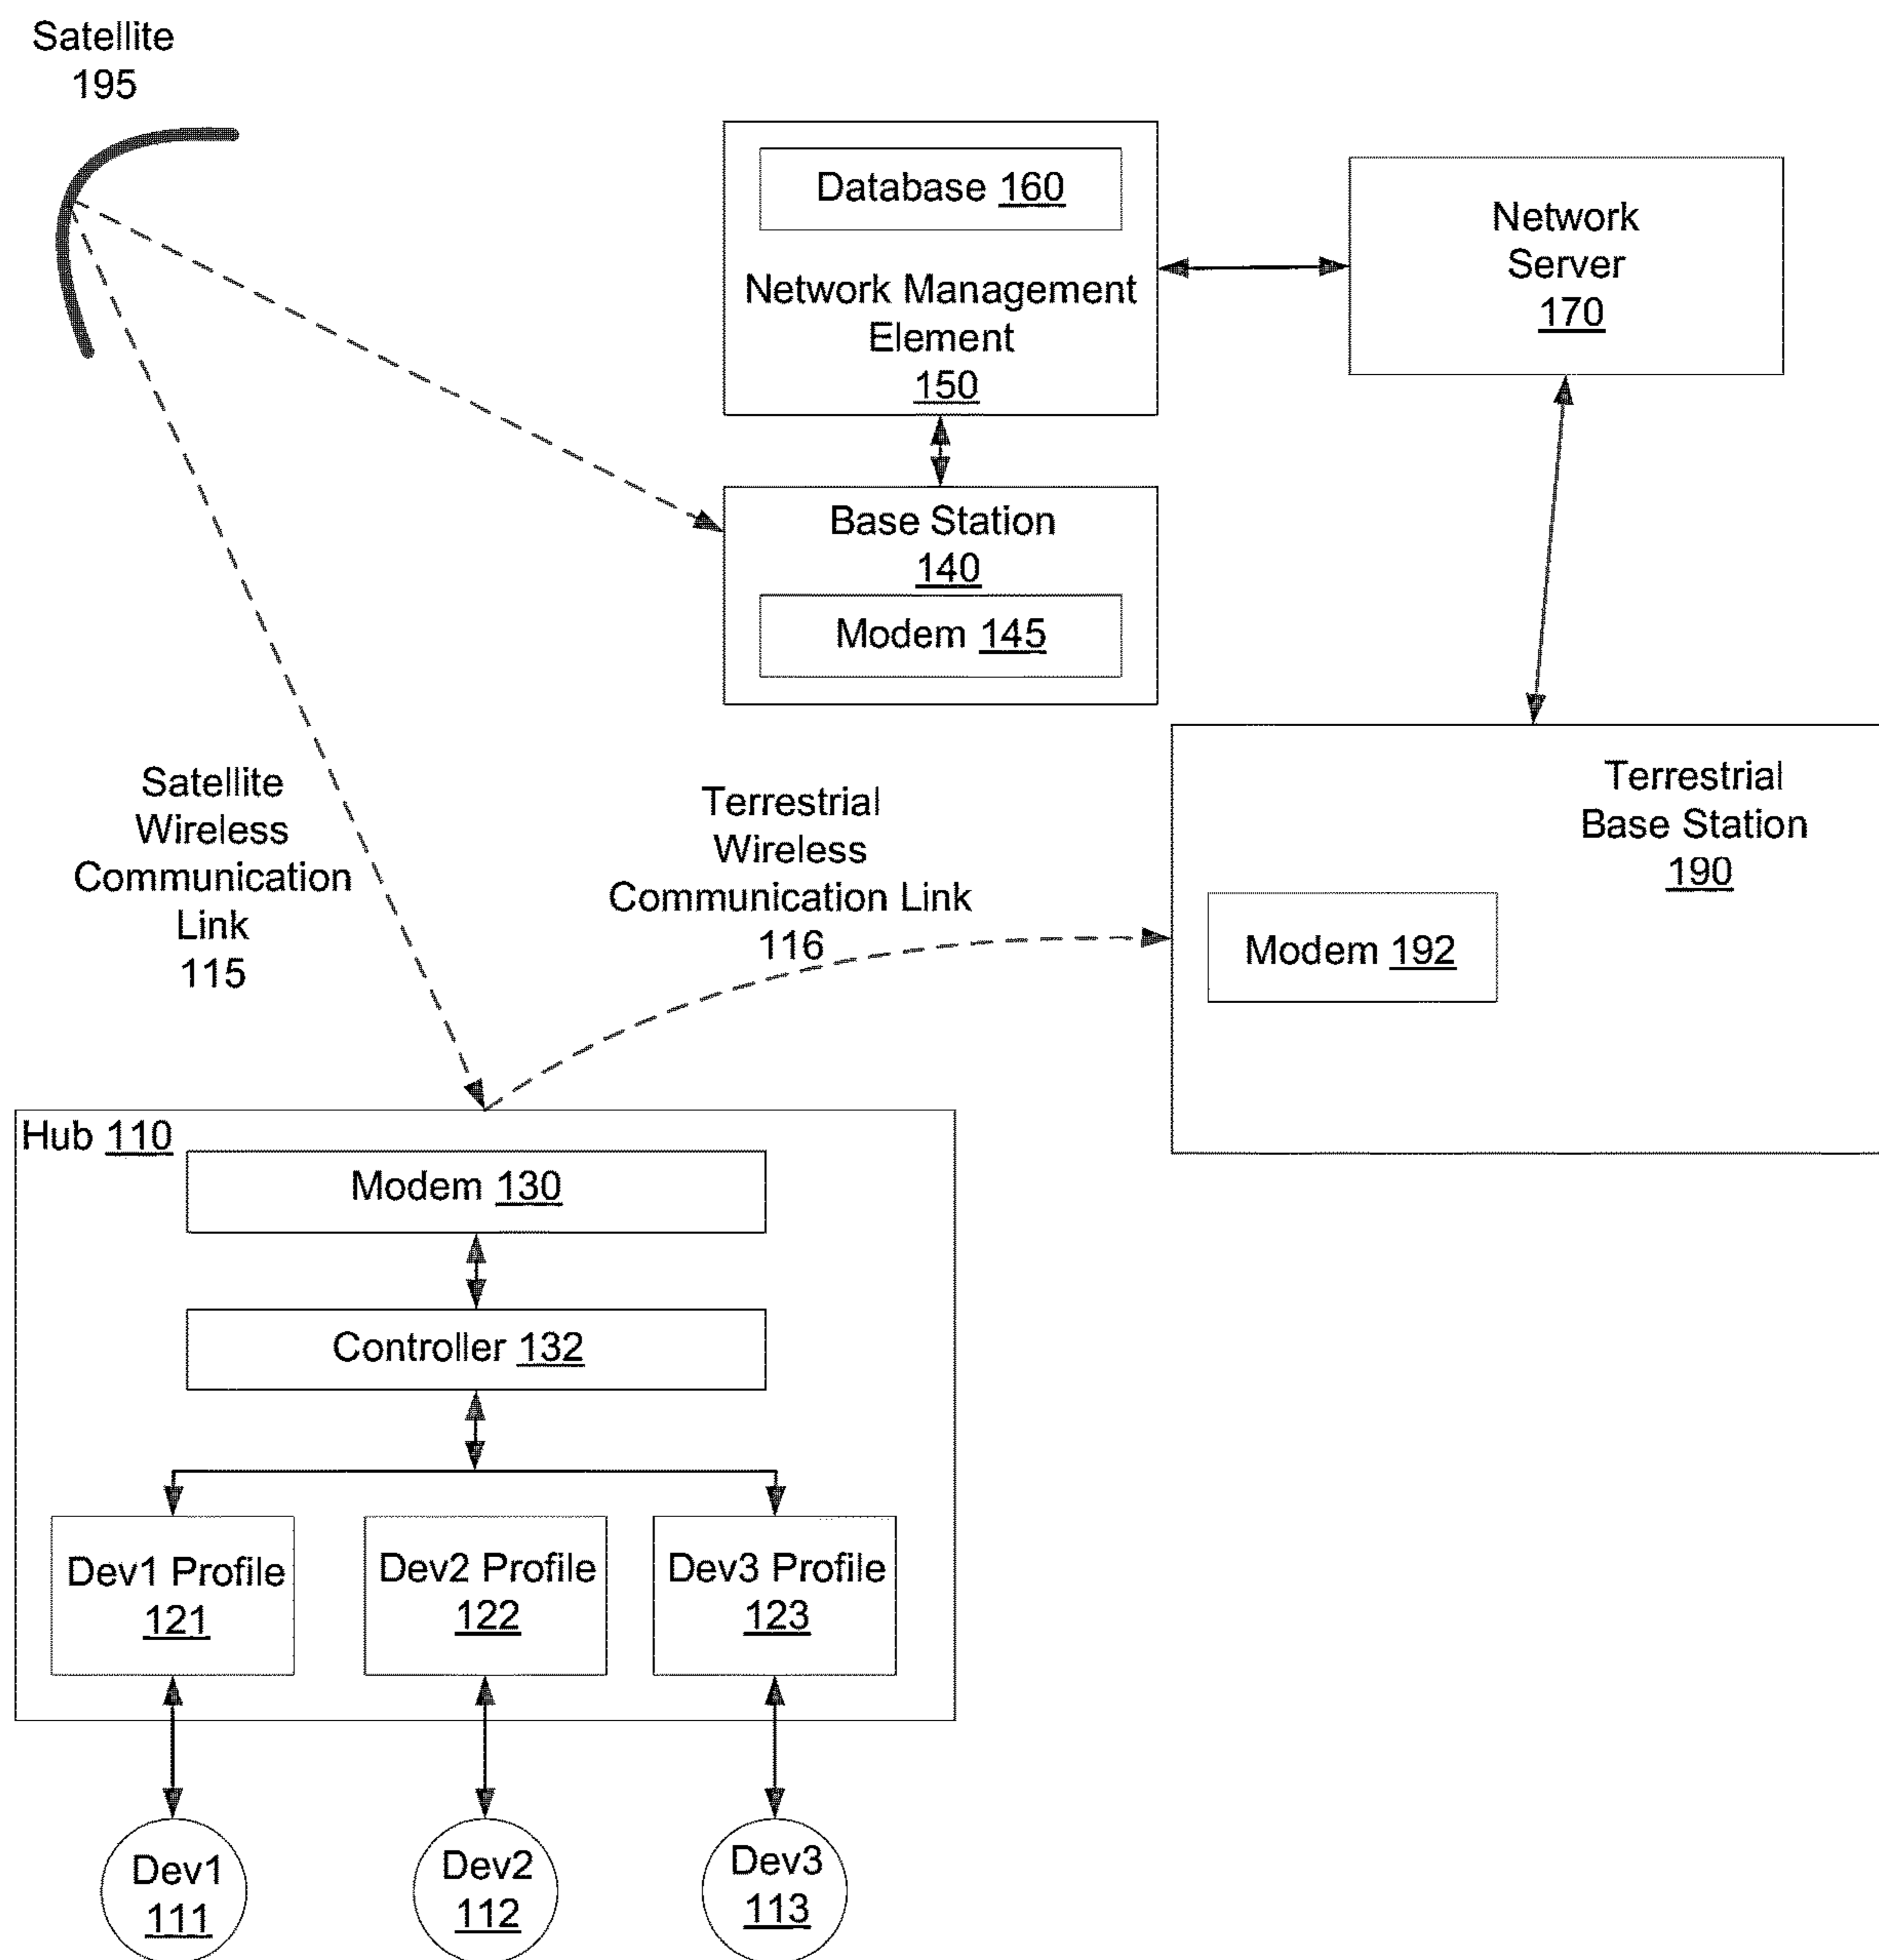 Satellite
195
Database 160
Network Management
Element
150
Network
Server
170
Base Station
140
Modem 145
Satellite
Wireless
Communication
Link
115
Terrestrial
Wireless
Communication Link
116
Terrestrial
Base Station
190
Modem 192
Hub 110
Modem 130
Controller 132
Dev1 Profile
121
Dev2 Profile
122
Dev3 Profile
123
Dev1
111
Dev2
112
Dev3
113